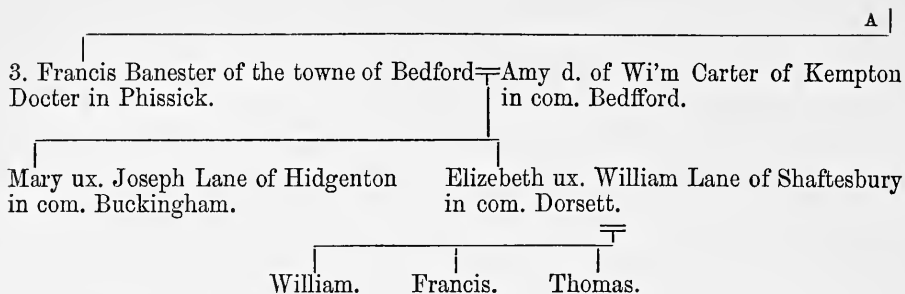 A
3. Francis Banester of the towne of Bedford
Docter in Phissick.
Amy d. of Wi'm Carter of Kempton
in com. Bedfford.
Mary ux. Joseph Lane of Hidgenton
in com. Buckingham.
Elizebeth ux. William Lane of Shaftesbury
in com. Dorsett.
William. Francis. Thomas.